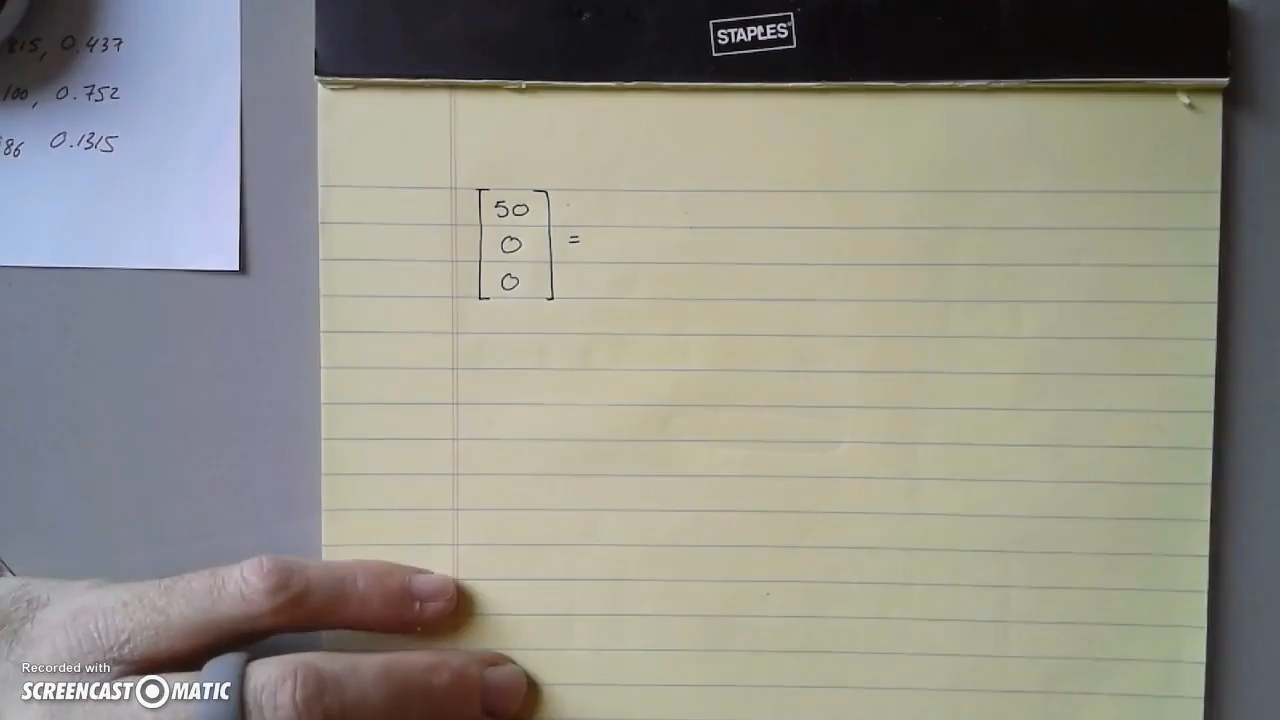 STAPLES
815, 0.437
100, 0.752
86 0.1315
50
0 =
0
Recorded with
SCREENCAST-O-MATIC